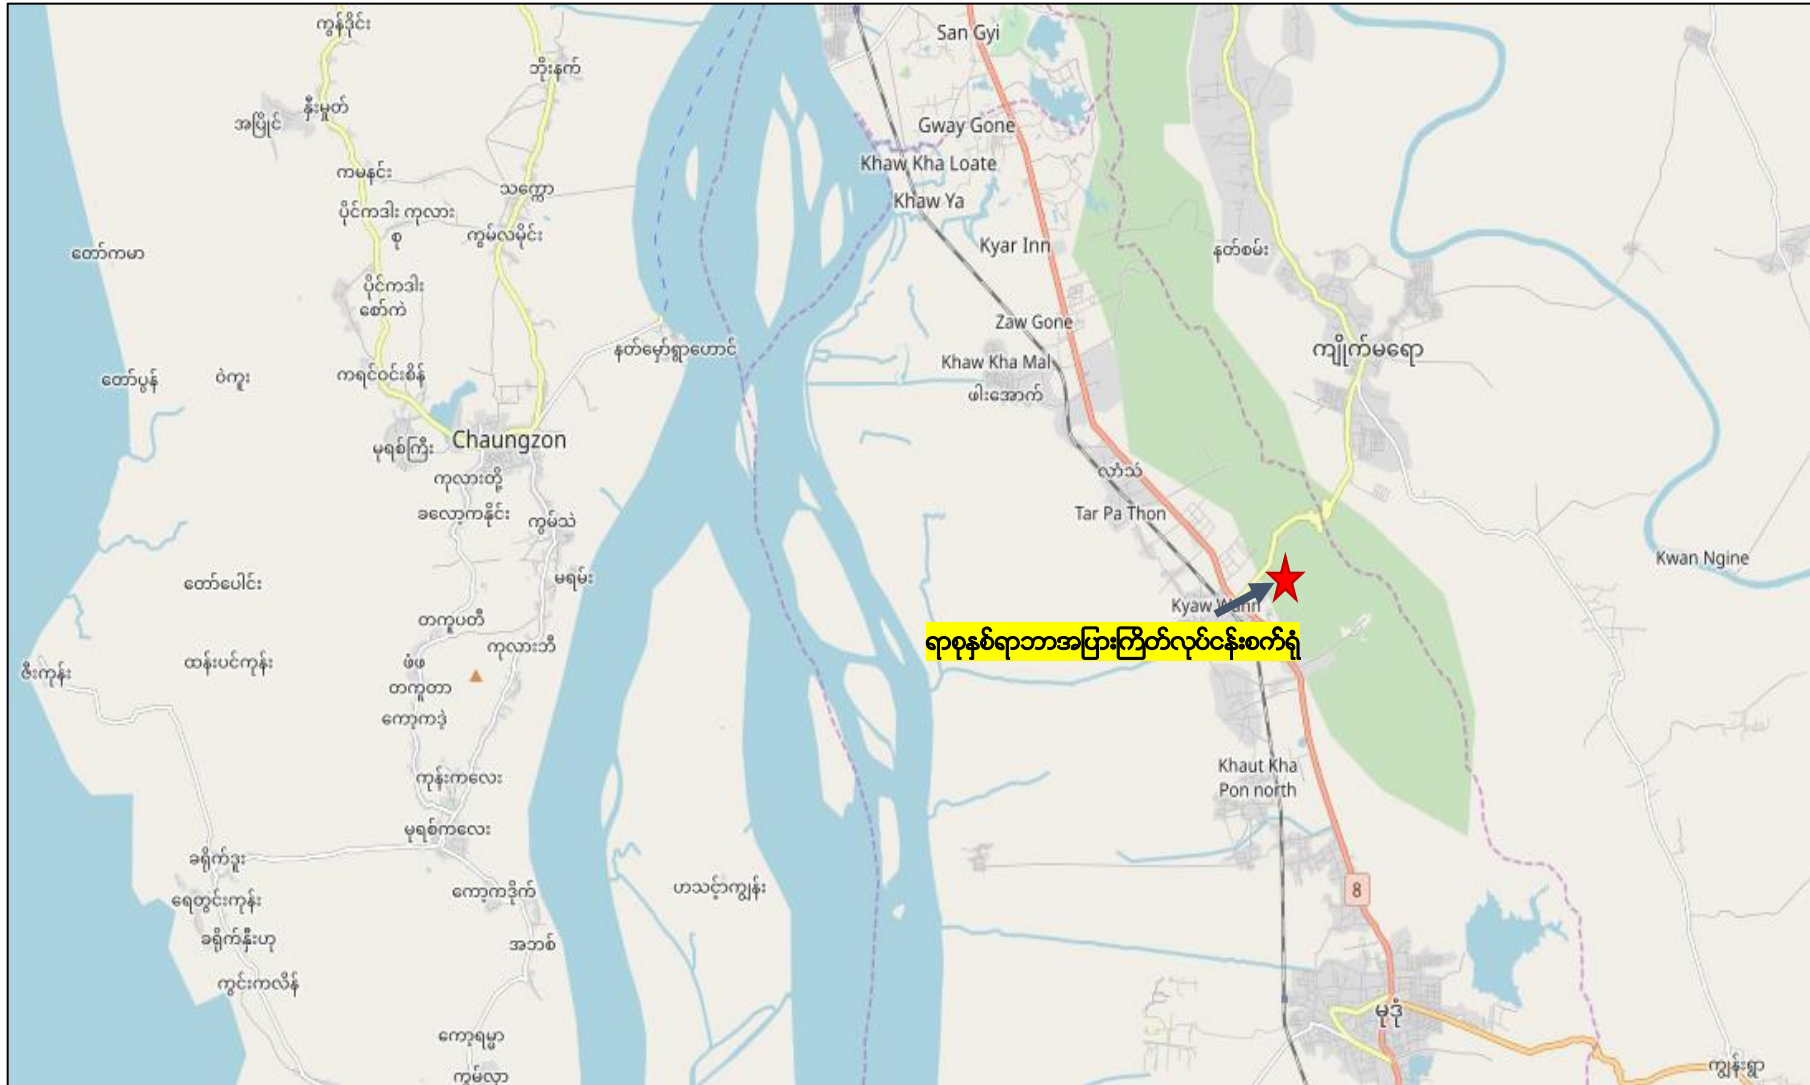 ကွန်ဒိုင်း
San Gyi
ဘိုးနက်
နှီးမူတ်
အပြိုင်
Gway Gone
Khaw Kha Loate
ကမနင်း
သက္ကော
Khaw Ya
ပိုင်ကဒါး ကုလား
စု
ကွမ်လမိုင်း
Kyar Inn
နတ်စမ်း
တော်ကမာ
ပိုင်ကဒါး
စော်ကဲ
Zaw Gone
နတ်မှော်ရွာဟောင်
ကျိုက်မရော
Khaw Kha Mal
ဖါးအောက်
တော်ပွန်
ဝဲကူး
ကရင်ဝင်းစိန်
Chaungzon
မုရစ်ကြီး
လာံသံ
ကုလားတို့
ခလော့ကနိုင်း
ကွမ်သဲ
Tar Pa Thon
Kwan Ngine
တော်ပေါင်း
မရမ်း
Kyaw Wann
တကူပတိ
ရာစုနှစ်ရာဘာအပြားကြိတ်လုပ်ငန်းစက်ရုံ
ကုလားဘီ
ဇီးကုန်း
ထန်းပင်ကုန်း
ဖံဖ
တကူတာ
ကော့ကဒဲ့
Khaut Kha
Pon north
ကုန်းကလေး
မုရစ်ကလေး
ခရိုက်ဒူး
ဟသင်္ာကျွန်း
8
ကော့ကဒိုက်
ရေတွင်းကုန်း
ခရိုက်နှီးဟု
အဘစ်
ကွင်းကလိန်
မုဒုံ
ကော့ရမ္မာ
ကျွန်းရွာ
ကွမ်လှာ